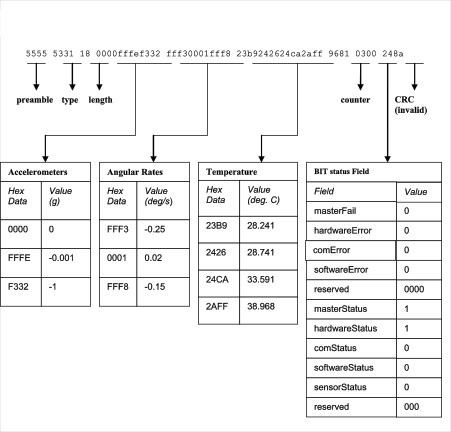 5555 5331 18 0000fffef332 fff30001fff8 23b9242624ca2aff 9681 0300 248a
preamble type length counter CRC
(invalid)
Accelerometers
Hex Data Value (g)
0000 0
FFFE -0.001
F332 -1
Angular Rates
Hex Data Value (deg/s)
FFF3 -0.25
0001 0.02
FFF8 -0.15
Temperature
Hex Data Value (deg. C)
23B9 28.241
2426 28.741
24CA 33.591
2AFF 38.968
BIT status Field
Field Value
masterFail 0
hardwareError 0
comError 0
softwareError 0
reserved 0000
masterStatus 1
hardwareStatus 1
comStatus 0
softwareStatus 0
sensorStatus 0
reserved 000